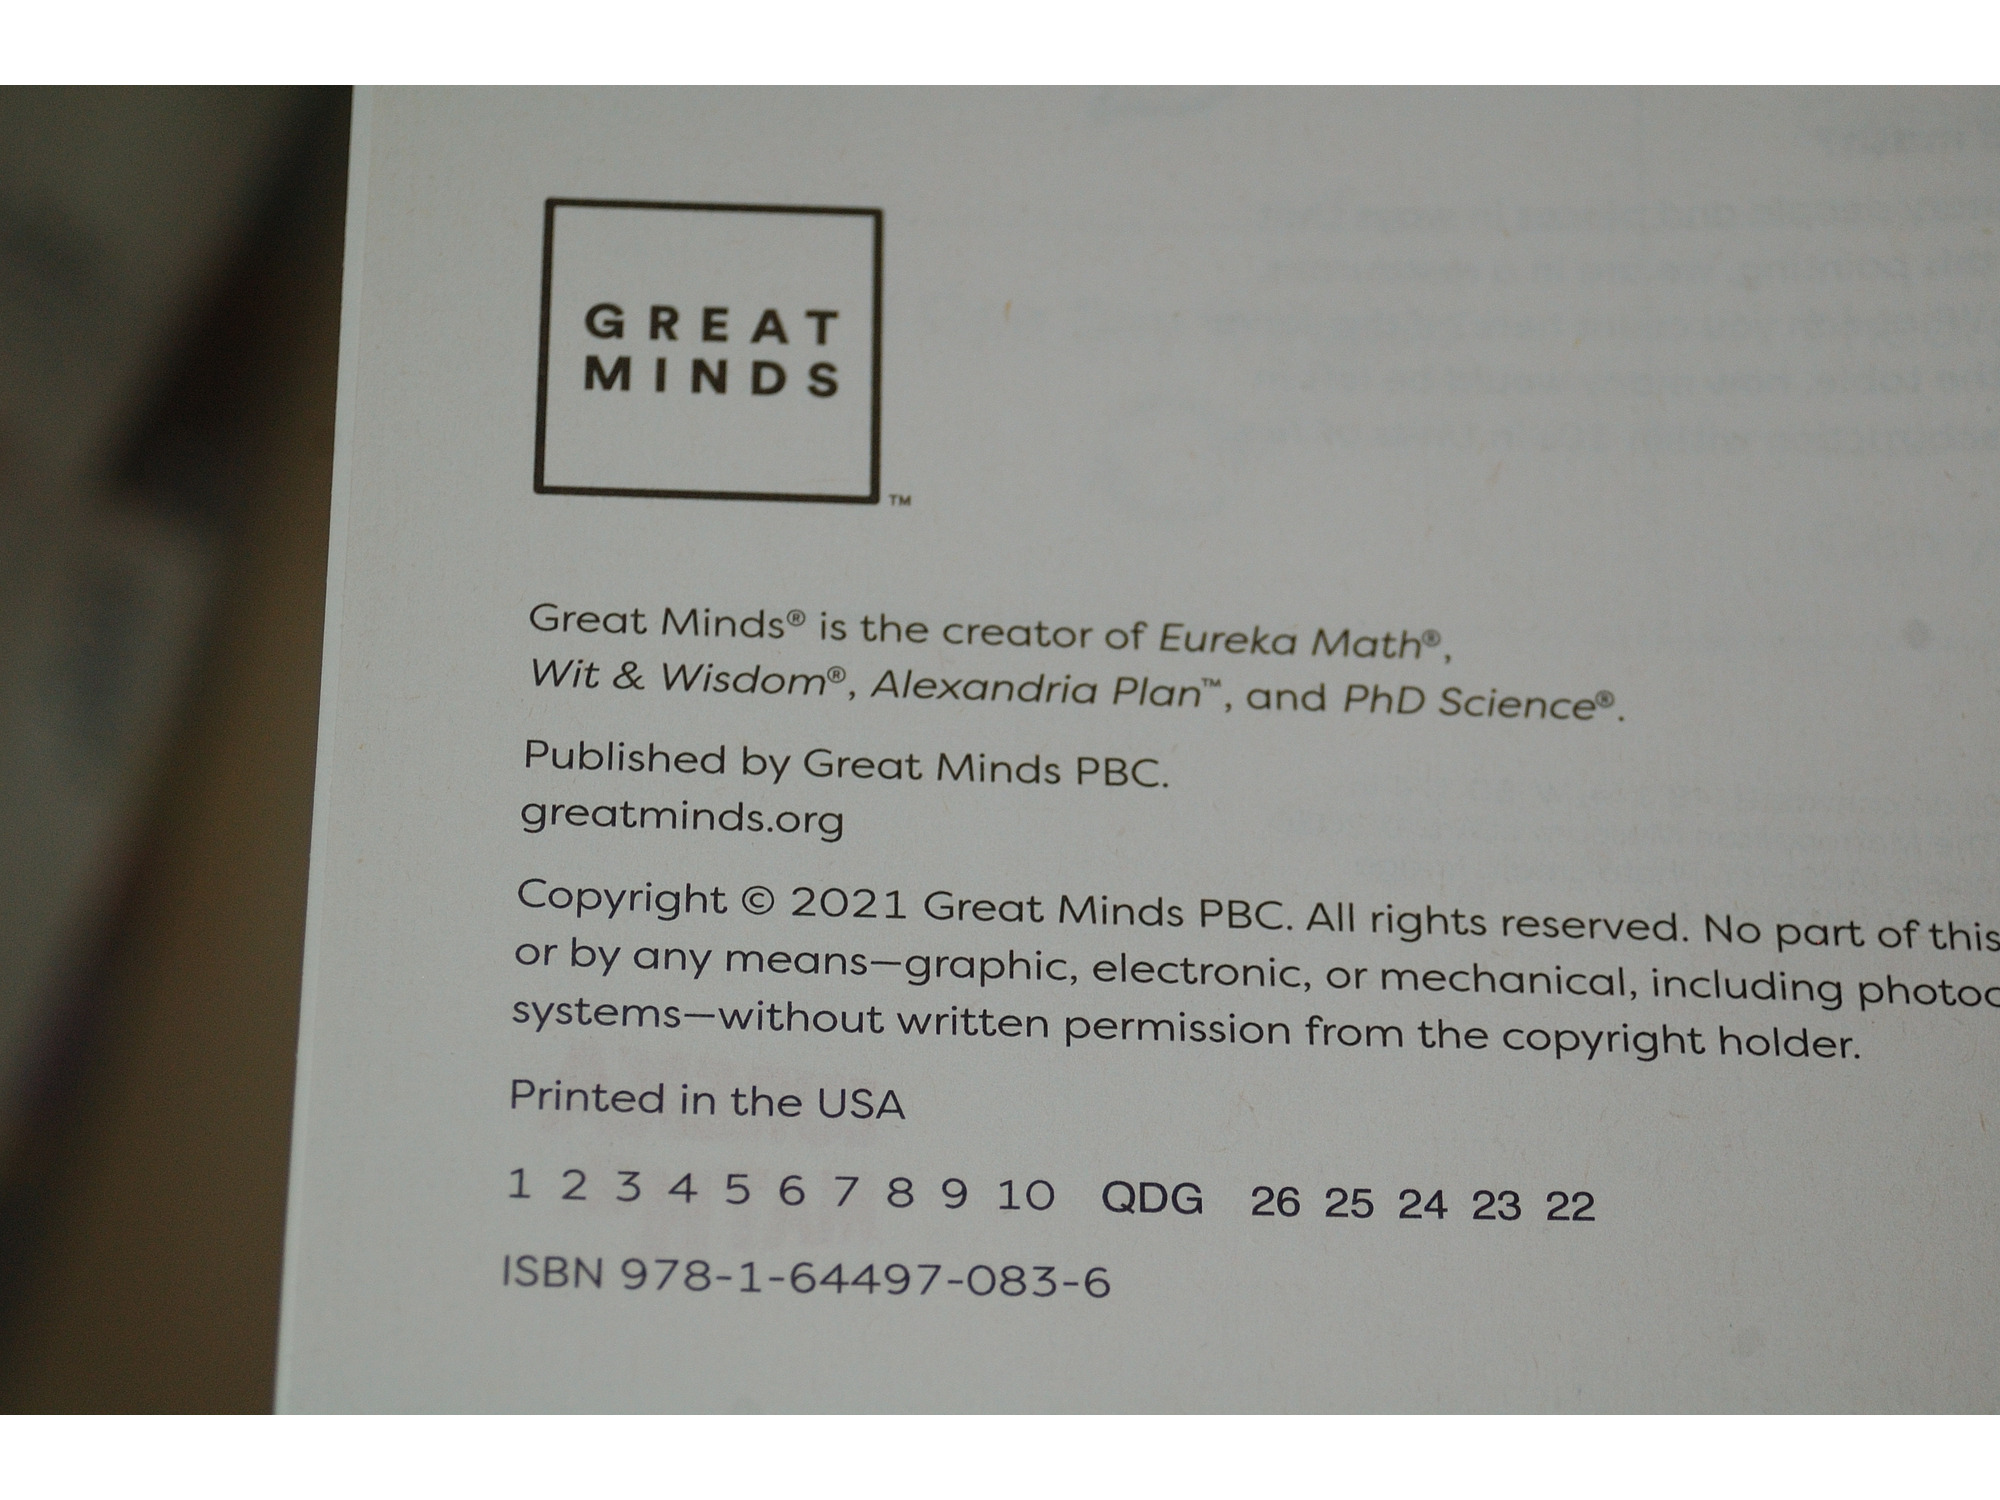 GREAT
MINDS
™
Great Minds® is the creator of Eureka Math®,
Wit & Wisdom®, Alexandria Plan™, and PhD Science®.
Published by Great Minds PBC.
greatminds.org
Copyright © 2021 Great Minds PBC. All rights reserved. No part of this
or by any means—graphic, electronic, or mechanical, including photoc
systems—without written permission from the copyright holder.
Printed in the USA
1 2 3 4 5 6 7 8 9 10 QDG 26 25 24 23 22
ISBN 978-1-64497-083-6